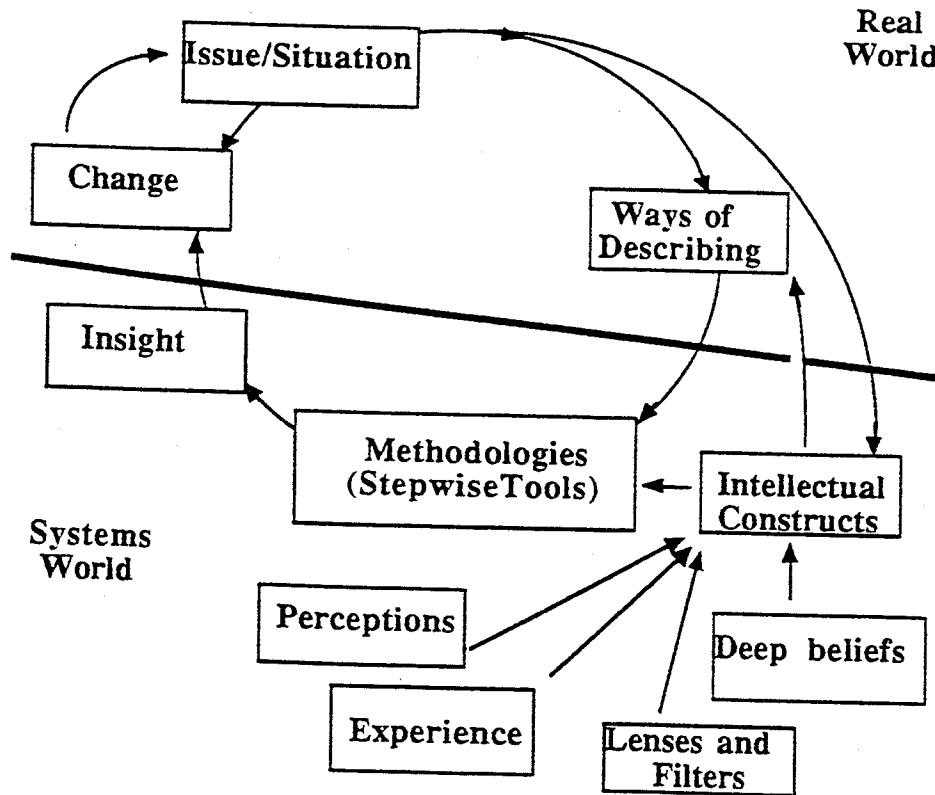 Real
World
Issue/Situation
Change
Ways of
Describing
Insight
Methodologies
(StepwiseTools)
Intellectual
Constructs
Systems
World
Perceptions
Deep beliefs
Experience
Lenses and
Filters